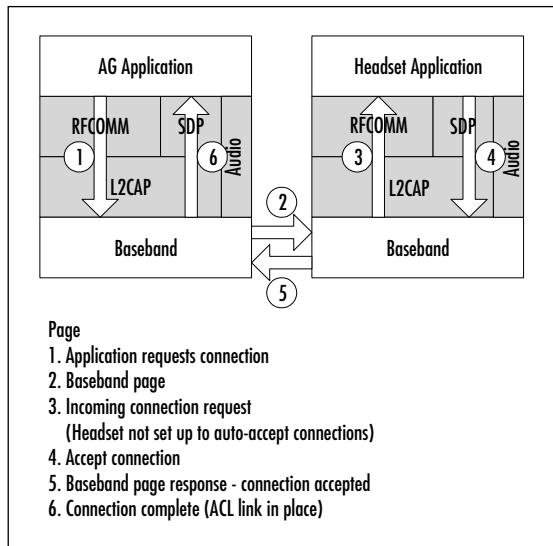 AG Application
Headset Application
RFCOMM
SDP
Audio
1
6
L2CAP
Baseband
RFCOMM
SDP
Audio
3
4
L2CAP
Baseband
2
5
Page
1. Application requests connection
2. Baseband page
3. Incoming connection request
(Headset not set up to auto-accept connections)
4. Accept connection
5. Baseband page response - connection accepted
6. Connection complete (ACL link in place)